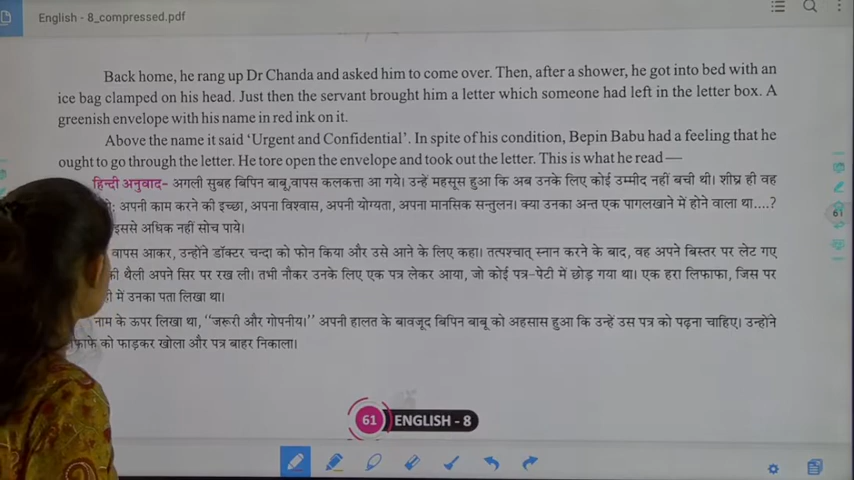 English - 8_compressed.pdf
Back home, he rang up Dr Chanda and asked him to come over. Then, after a shower, he got into bed with an
ice bag clamped on his head. Just then the servant brought him a letter which someone had left in the letter box. A
greenish envelope with his name in red ink on it.
Above the name it said ‘Urgent and Confidential’. In spite of his condition, Bepin Babu had a feeling that he
ought to go through the letter. He tore open the envelope and took out the letter. This is what he read —
हिन्दी अनुवाद- अगली सुबह बिपिन बाबू वापस कलकत्ता आ गये। उन्हें महसूस हुआ कि अब उनके लिए कोई उम्मीद नहीं बची थी। शीघ्र ही वह
अपनी काम करने की इच्छा, अपना विश्वास, अपनी योग्यता, अपना मानसिक सन्तुलन। क्या उनका अन्त एक पागलखाने में होने वाला था....?
इससे अधिक नहीं सोच पाये।
वापस आकर, उन्होंने डॉक्टर चन्दा को फोन किया और उसे आने के लिए कहा। तत्पश्चात् स्नान करने के बाद, वह अपने बिस्तर पर लेट गए
थैली अपने सिर पर रख ली। तभी नौकर उनके लिए एक पत्र लेकर आया, जो कोई पत्र-पेटी में छोड़ गया था। एक हरा लिफाफा, जिस पर
में उनका पता लिखा था।
नाम के ऊपर लिखा था, ‘‘जरूरी और गोपनीय।’’ अपनी हालत के बावजूद बिपिन बाबू को अहसास हुआ कि उन्हें उस पत्र को पढ़ना चाहिए। उन्होंने
को फाड़कर खोला और पत्र बाहर निकाला।
61
61 ENGLISH - 8